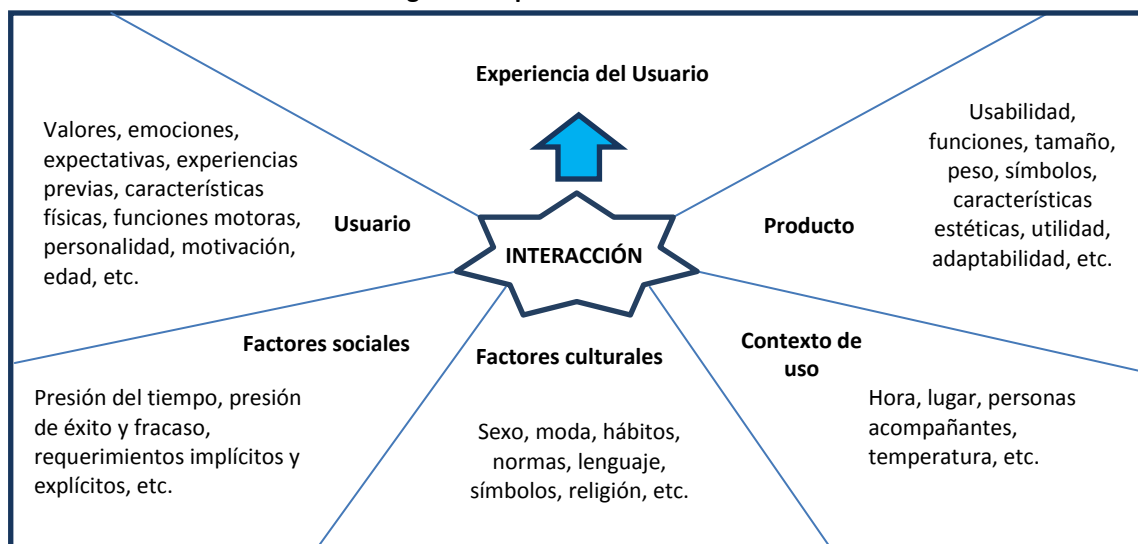 Experiencia del Usuario
Valores, emociones,
expectativas, experiencias
previas, características
físicas, funciones motoras,
personalidad, motivación,
edad, etc.
Usuario
INTERACCIÓN
Producto
Usabilidad,
funciones, tamaño,
peso, símbolos,
características
estéticas, utilidad,
adaptabilidad, etc.
Factores sociales
Presión del tiempo, presión
de éxito y fracaso,
requerimientos implícitos y
explícitos, etc.
Factores culturales
Sexo, moda, hábitos,
normas, lenguaje,
símbolos, religión, etc.
Contexto de
uso
Hora, lugar, personas
acompañantes,
temperatura, etc.